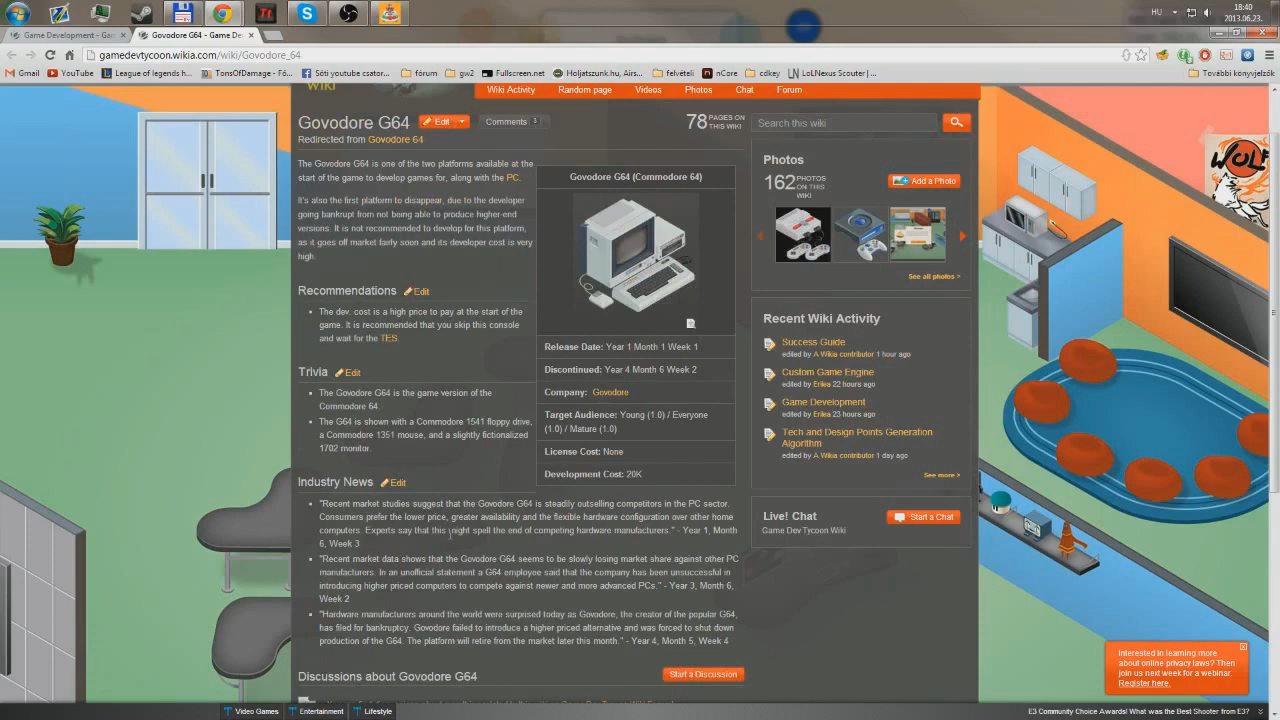 HU
18:40
2013.06.23.
Game Development - Ga
Govodore G64 - Game De
gamedevtycoon.wikia.com/wiki/Govodore_64
Gmail
YouTube
League of legends h...
TonsOfDamage - Fő...
Sóti youtube csator...
fórum
gw2
Fullscreen.net
Holjatszunk.hu, Airs...
felvételi
nCore
cdkey
LoLNexus Scouter |...
További könyvjelzők
WIKI
Wiki Activity
Random page
Videos
Photos
Chat
Forum
Govodore G64
Edit
Comments 3
78 PAGES ON THIS WIKI
Search this wiki
Redirected from Govodore 64
The Govodore G64 is one of the two platforms available at the
start of the game to develop games for, along with the PC.
It's also the first platform to disappear, due to the developer
going bankrupt from not being able to produce higher-end
versions. It is not recommended to develop for this platform,
as it goes off market fairly soon and its developer cost is very
high.
Recommendations Edit
The dev. cost is a high price to pay at the start of the
game. It is recommended that you skip this console
and wait for the TES.
Trivia Edit
The Govodore G64 is the game version of the
Commodore 64.
The G64 is shown with a Commodore 1541 floppy drive,
a Commodore 1351 mouse, and a slightly fictionalized
1702 monitor.
Govodore G64 (Commodore 64)
Release Date: Year 1 Month 1 Week 1
Discontinued: Year 4 Month 6 Week 2
Company: Govodore
Target Audience: Young (1.0) / Everyone
(1.0) / Mature (1.0)
License Cost: None
Development Cost: 20K
Industry News Edit
"Recent market studies suggest that the Govodore G64 is steadily outselling competitors in the PC sector.
Consumers prefer the lower price, greater availability and the flexible hardware configuration over other home
computers. Experts say that this might spell the end of competing hardware manufacturers." - Year 1, Month
6, Week 3
"Recent market data shows that the Govodore G64 seems to be slowly losing market share against other PC
manufacturers. In an unofficial statement a G64 employee said that the company has been unsuccessful in
introducing higher priced computers to compete against newer and more advanced PCs." - Year 3, Month 6,
Week 2
"Hardware manufacturers around the world were surprised today as Govodore, the creator of the popular G64,
has filed for bankruptcy. Govodore failed to introduce a higher priced alternative and was forced to shut down
production of the G64. The platform will retire from the market later this month." - Year 4, Month 5, Week 4
Discussions about Govodore G64
Start a Discussion
Photos
162 PHOTOS ON THIS WIKI
Add a Photo
See all photos >
Recent Wiki Activity
Success Guide
edited by A Wikia contributor 1 hour ago
Custom Game Engine
edited by Erilea 22 hours ago
Game Development
edited by Erilea 23 hours ago
Tech and Design Points Generation
Algorithm
edited by A Wikia contributor 1 day ago
See more >
Live! Chat
Game Dev Tycoon Wiki
Start a Chat
Interested in learning more
about online privacy laws? Then
join us next week for a webinar.
Register here.
Video Games
Entertainment
Lifestyle
E3 Community Choice Awards! What was the Best Shooter from E3?